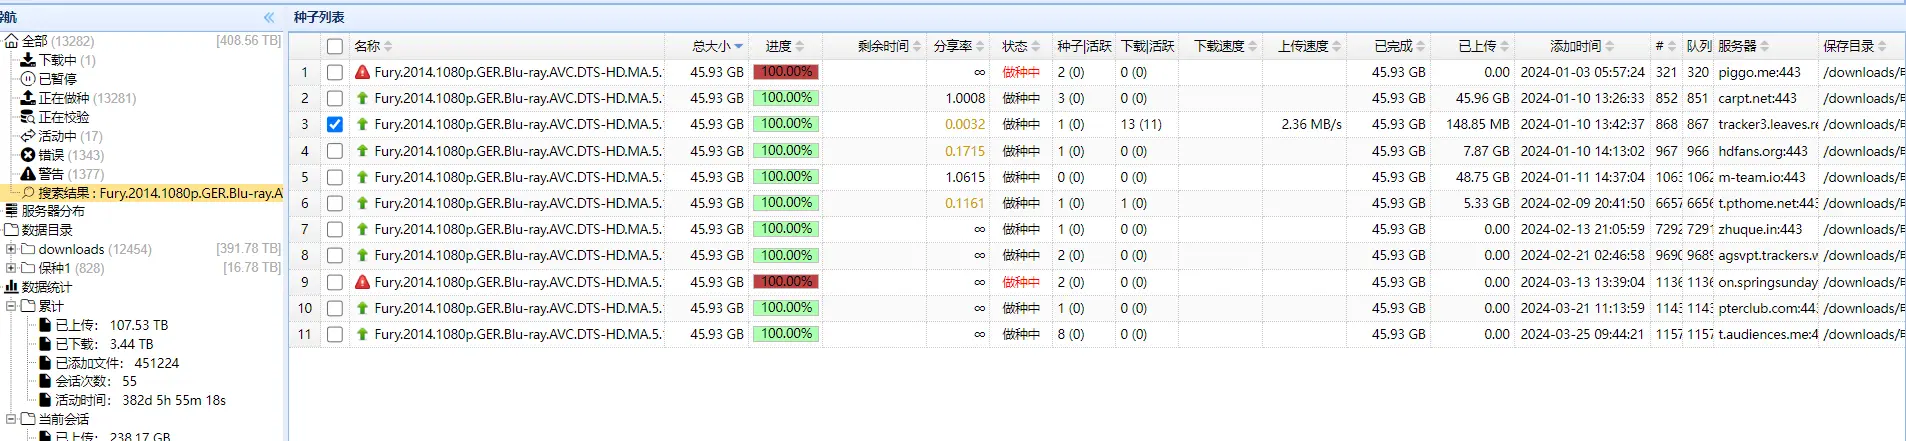 导航
全部 (13282) [408.56 TB]
下载中 (1)
已暂停
正在做种 (13281)
正在校验
活动中 (17)
错误 (1343)
警告 (1377)
搜索结果 : Fury.2014.1080p.GER.Blu-ray.A
服务器分布
数据目录
downloads (12454) [391.78 TB]
保种1 (828) [16.78 TB]
数据统计
累计
已上传： 107.53 TB
已下载： 3.44 TB
已添加文件： 451224
会话次数： 55
活动时间： 382d 5h 55m 18s
当前会话
已上传： 238.17 GB
种子列表
名称 总大小 进度 剩余时间 分享率 状态 种子|活跃 下载|活跃 下载速度 上传速度 已完成 已上传 添加时间 # 队列 服务器 保存目录
1 Fury.2014.1080p.GER.Blu-ray.AVC.DTS-HD.MA.5. 45.93 GB 100.00% ∞ 做种中 2 (0) 0 (0) 45.93 GB 0.00 2024-01-03 05:57:24 321 320 piggo.me:443 /downloads/
2 Fury.2014.1080p.GER.Blu-ray.AVC.DTS-HD.MA.5. 45.93 GB 100.00% 1.0008 做种中 3 (0) 0 (0) 45.93 GB 45.96 GB 2024-01-10 13:26:33 852 851 carpt.net:443 /downloads/
3 Fury.2014.1080p.GER.Blu-ray.AVC.DTS-HD.MA.5. 45.93 GB 100.00% 0.0032 做种中 1 (0) 13 (11) 2.36 MB/s 45.93 GB 148.85 MB 2024-01-10 13:42:37 868 867 tracker3.leaves.re /downloads/
4 Fury.2014.1080p.GER.Blu-ray.AVC.DTS-HD.MA.5. 45.93 GB 100.00% 0.1715 做种中 1 (0) 0 (0) 45.93 GB 7.87 GB 2024-01-10 14:13:02 967 966 hdfans.org:443 /downloads/
5 Fury.2014.1080p.GER.Blu-ray.AVC.DTS-HD.MA.5. 45.93 GB 100.00% 1.0615 做种中 0 (0) 0 (0) 45.93 GB 48.75 GB 2024-01-11 14:37:04 1063 1062 m-team.io:443 /downloads/
6 Fury.2014.1080p.GER.Blu-ray.AVC.DTS-HD.MA.5. 45.93 GB 100.00% 0.1161 做种中 1 (0) 1 (0) 45.93 GB 5.33 GB 2024-02-09 20:41:50 6657 6656 t.pthome.net:443 /downloads/
7 Fury.2014.1080p.GER.Blu-ray.AVC.DTS-HD.MA.5. 45.93 GB 100.00% ∞ 做种中 1 (0) 0 (0) 45.93 GB 0.00 2024-02-13 21:05:59 7292 7291 zhuque.in:443 /downloads/
8 Fury.2014.1080p.GER.Blu-ray.AVC.DTS-HD.MA.5. 45.93 GB 100.00% ∞ 做种中 2 (0) 0 (0) 45.93 GB 0.00 2024-02-21 02:46:58 9690 9689 agsvpt.trackers.w /downloads/
9 Fury.2014.1080p.GER.Blu-ray.AVC.DTS-HD.MA.5. 45.93 GB 100.00% ∞ 做种中 2 (0) 0 (0) 45.93 GB 0.00 2024-03-13 13:39:04 1136 1136 on.springsunday /downloads/
10 Fury.2014.1080p.GER.Blu-ray.AVC.DTS-HD.MA.5. 45.93 GB 100.00% ∞ 做种中 1 (0) 0 (0) 45.93 GB 0.00 2024-03-21 11:13:59 1143 1143 pterclub.com:443 /downloads/
11 Fury.2014.1080p.GER.Blu-ray.AVC.DTS-HD.MA.5. 45.93 GB 100.00% ∞ 做种中 8 (0) 0 (0) 45.93 GB 0.00 2024-03-25 09:44:21 1157 1157 t.audiences.me:4 /downloads/